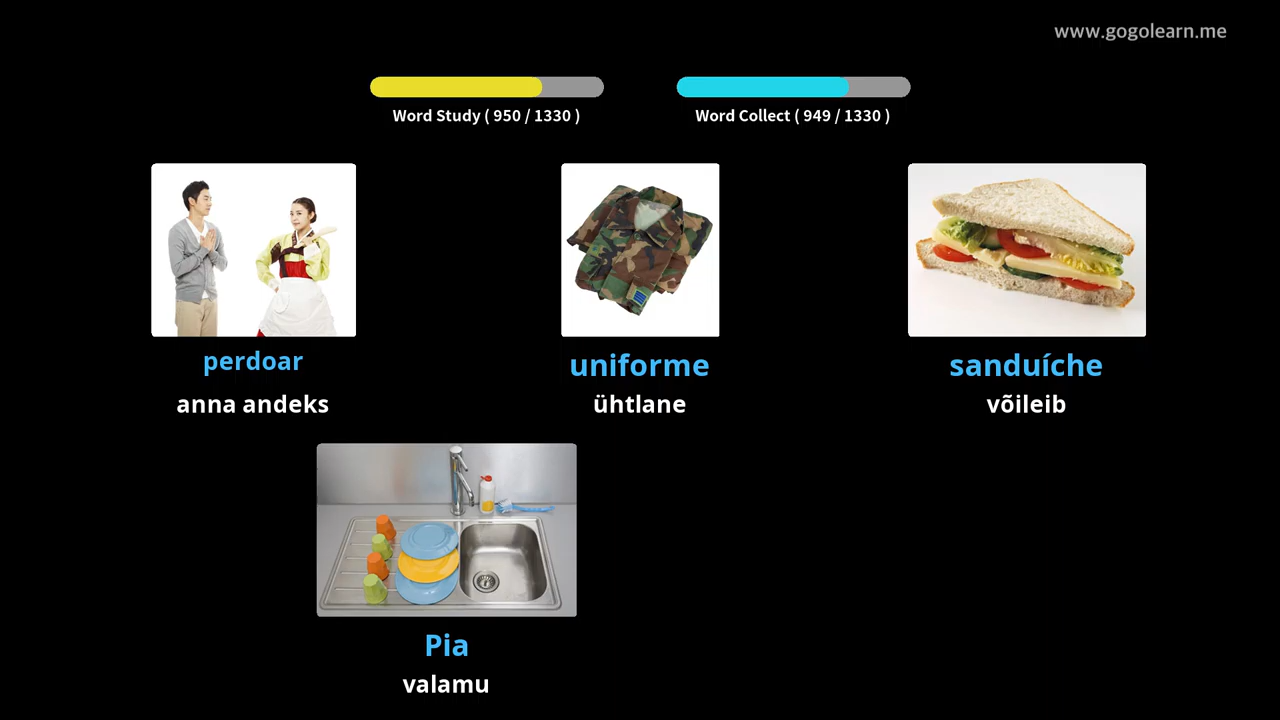 www.gogolearn.me
Word Study ( 950 / 1330 )
Word Collect ( 949 / 1330 )
perdoar
anna andeks
uniforme
ühtlane
sanduíche
võileib
Pia
valamu